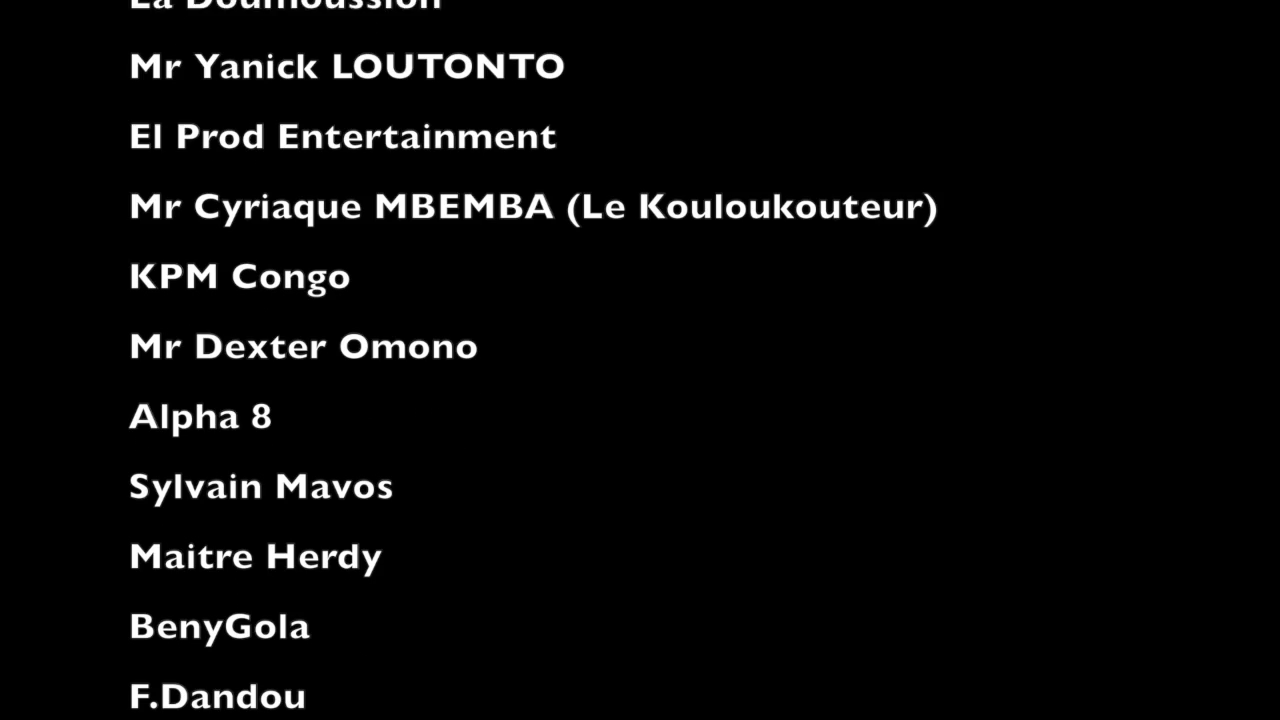 La
Mr Yanick LOUTONTO
El Prod Entertainment
Mr Cyriaque MBEMBA (Le Kouloukouteur)
KPM Congo
Mr Dexter Omono
Alpha 8
Sylvain Mavos
Maitre Herdy
BenyGola
F.Dandou